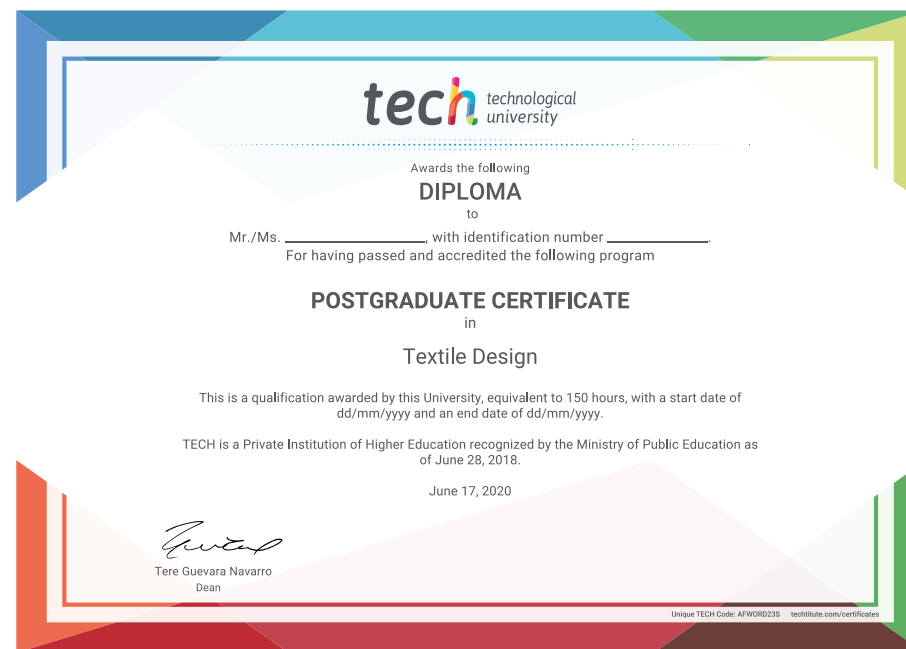 tech technological
university
Awards the following
DIPLOMA
to
Mr./Ms. ____________________, with identification number ______________.
For having passed and accredited the following program
POSTGRADUATE CERTIFICATE
in
Textile Design
This is a qualification awarded by this University, equivalent to 150 hours, with a start date of
dd/mm/yyyy and an end date of dd/mm/yyyy.
TECH is a Private Institution of Higher Education recognized by the Ministry of Public Education as
of June 28, 2018.
June 17, 2020
Tere Guevara Navarro
Dean
Unique TECH Code: AFWORD23S techtitute.com/certificates